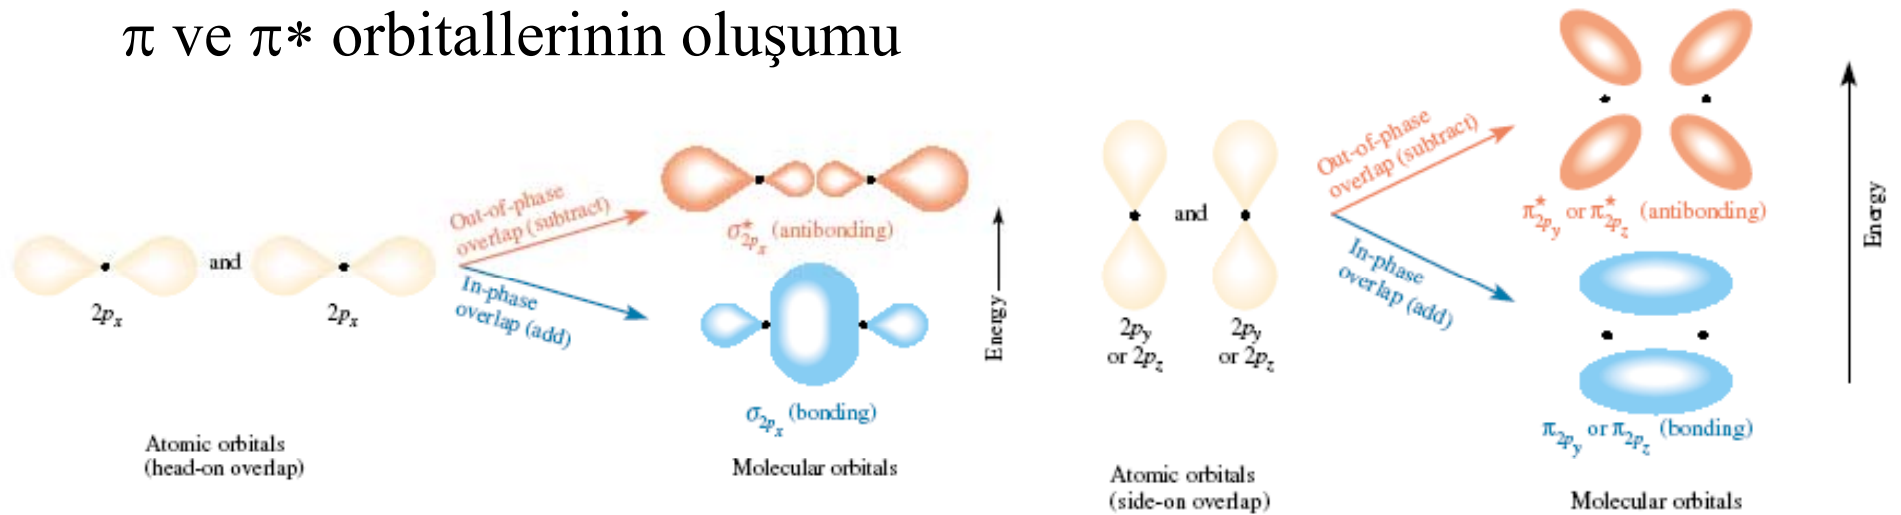 π ve π* orbitallerinin oluşumu
2pₓ
and
2pₓ
Out-of-phase
overlap (subtract)
In-phase
overlap (add)
σ*2pₓ (antibonding)
σ2pₓ (bonding)
Energy
Atomic orbitals
(head-on overlap)
Molecular orbitals
and
2py
or 2pz
2py
or 2pz
Out-of-phase
overlap (subtract)
In-phase
overlap (add)
π*2py or π*2pz (antibonding)
π2py or π2pz (bonding)
Energy
Atomic orbitals
(side-on overlap)
Molecular orbitals